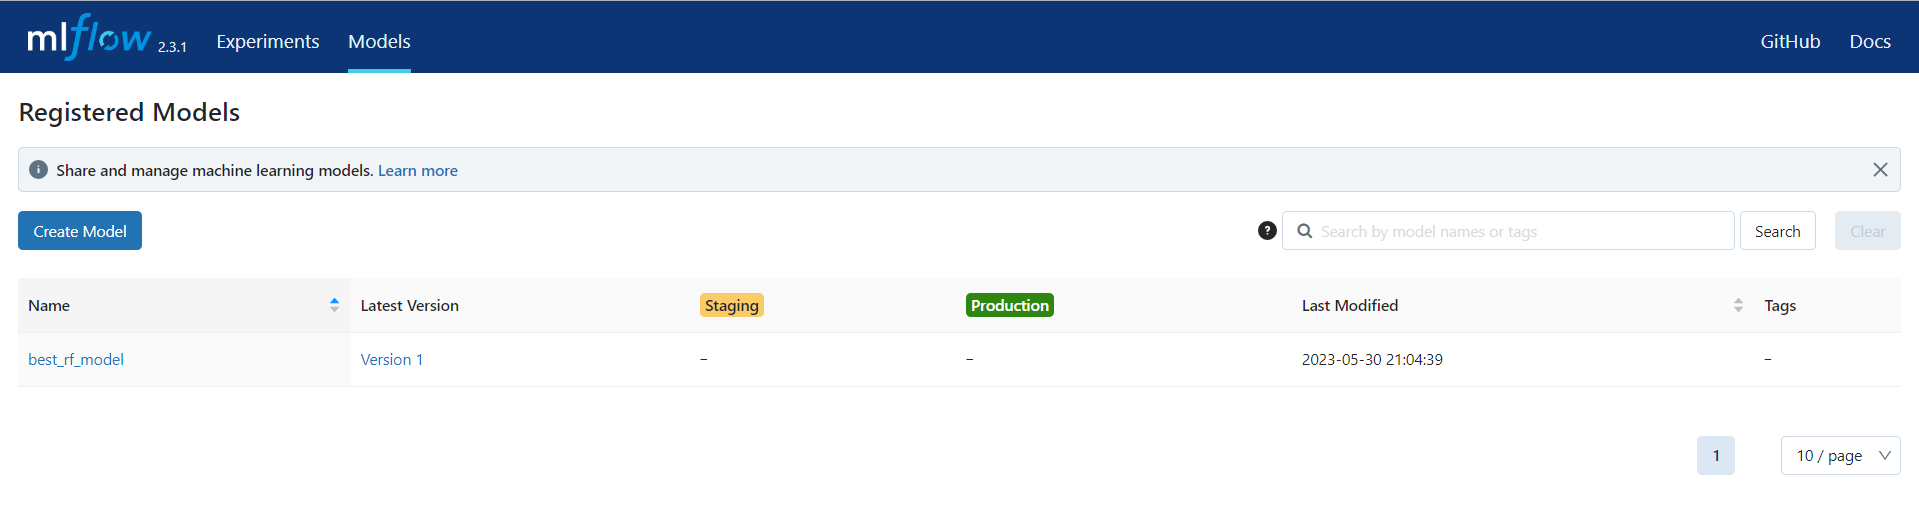 mlflow 2.3.1 Experiments Models GitHub Docs
Registered Models
Share and manage machine learning models. Learn more
Create Model Search by model names or tags Search Clear
Name Latest Version Staging Production Last Modified Tags
best_rf_model Version 1 – – 2023-05-30 21:04:39 –
1 10 / page